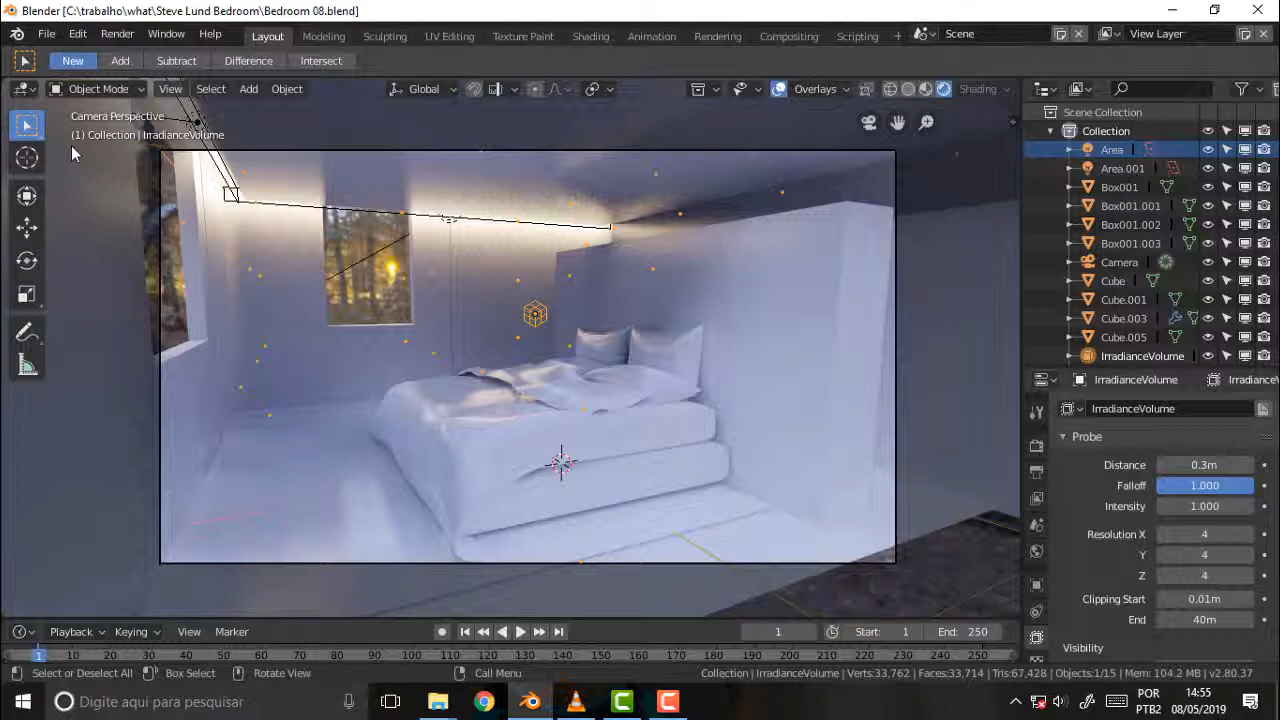 Blender [C:\trabalho\what\Steve Lund Bedroom\Bedroom 08.blend]
File Edit Render Window Help Layout Modeling Sculpting UV Editing Texture Paint Shading Animation Rendering Compositing Scripting + Scene View Layer
New Add Subtract Difference Intersect
Object Mode View Select Add Object Global Overlays Shading
Camera Perspective
(1) Collection | IrradianceVolume
Scene Collection
Collection
Area
Area.001
Box001
Box001.001
Box001.002
Box001.003
Camera
Cube
Cube.001
Cube.003
Cube.005
IrradianceVolume
IrradianceVolume Irradiance
IrradianceVolume
Probe
Distance 0.3m
Falloff 1.000
Intensity 1.000
Resolution X 4
Y 4
Z 4
Clipping Start 0.01m
End 40m
Visibility
Playback Keying View Marker 1 Start: 1 End: 250
1 10 20 30 40 50 60 70 80 90 100 110 120 130 140 150 160 170 180 190 200 210 220 230 240 250
Select or Deselect All Box Select Rotate View Call Menu Collection | IrradianceVolume | Verts:33,762 | Faces:33,714 | Tris:67,428 | Objects:1/15 | Mem: 104.2 MB | v2.80.37
Digite aqui para pesquisar POR 14:55
PTB2 08/05/2019